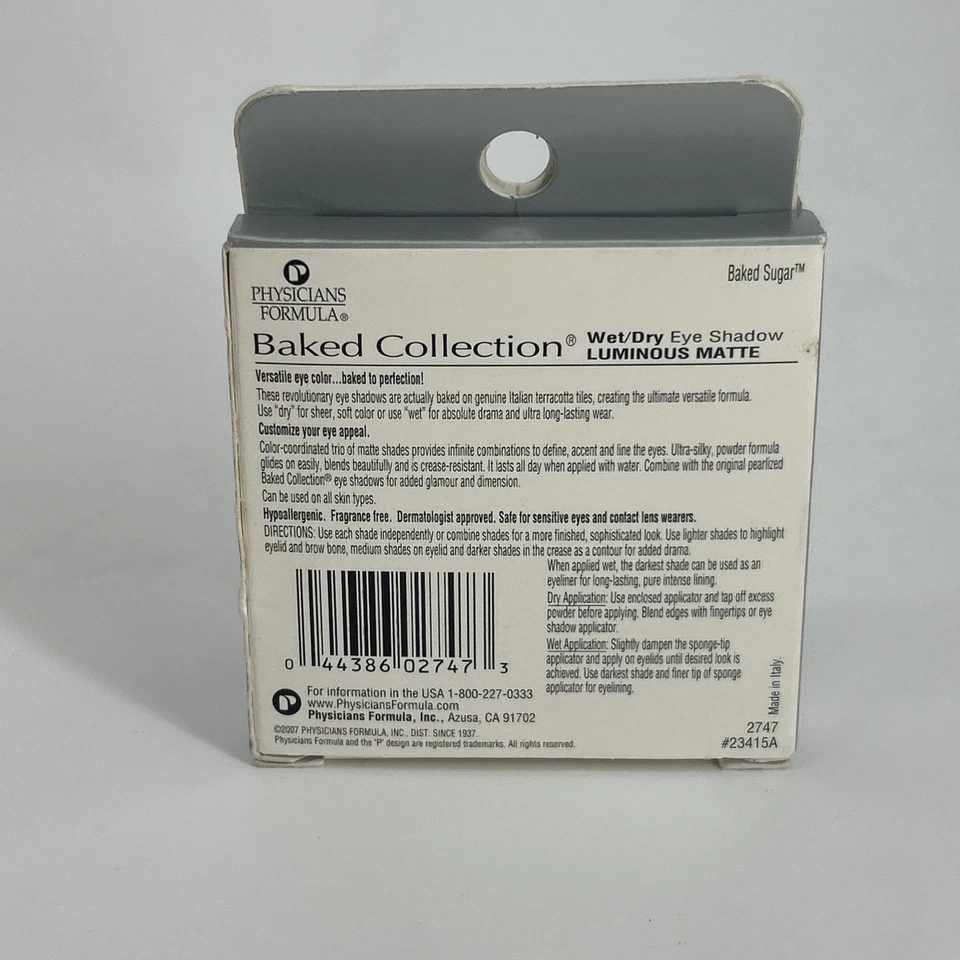 Baked Sugar™
PHYSICIANS
FORMULA®
Baked Collection®
Wet/Dry Eye Shadow
LUMINOUS MATTE
Versatile eye color...baked to perfection!
These revolutionary eye shadows are actually baked on genuine Italian terracotta tiles, creating the ultimate versatile formula.
Use "dry" for sheer, soft color or use "wet" for absolute drama and ultra long-lasting wear.
Customize your eye appeal.
Color-coordinated trio of matte shades provides infinite combinations to define, accent and line the eyes. Ultra-silky, powder formula
glides on easily, blends beautifully and is crease-resistant. It lasts all day when applied with water. Combine with the original pearlized
Baked Collection® eye shadows for added glamour and dimension.
Can be used on all skin types.
Hypoallergenic. Fragrance free. Dermatologist approved. Safe for sensitive eyes and contact lens wearers.
DIRECTIONS: Use each shade independently or combine shades for a more finished, sophisticated look. Use lighter shades to highlight
eyelid and brow bone, medium shades on eyelid and darker shades in the crease as a contour for added drama.
When applied wet, the darkest shade can be used as an
eyeliner for long-lasting, pure intense lining.
Dry Application: Use enclosed applicator and tap off excess
powder before applying. Blend edges with fingertips or eye
shadow applicator.
Wet Application: Slightly dampen the sponge-tip
applicator and apply on eyelids until desired look is
achieved. Use darkest shade and finer tip of sponge
applicator for eyelining.
0 44386 02747 3
For information in the USA 1-800-227-0333
www.PhysiciansFormula.com
Physicians Formula, Inc., Azusa, CA 91702
©2007 PHYSICIANS FORMULA, INC., DIST. SINCE 1937.
Physicians Formula and the "P" design are registered trademarks. All rights reserved.
Made in Italy.
2747
#23415A